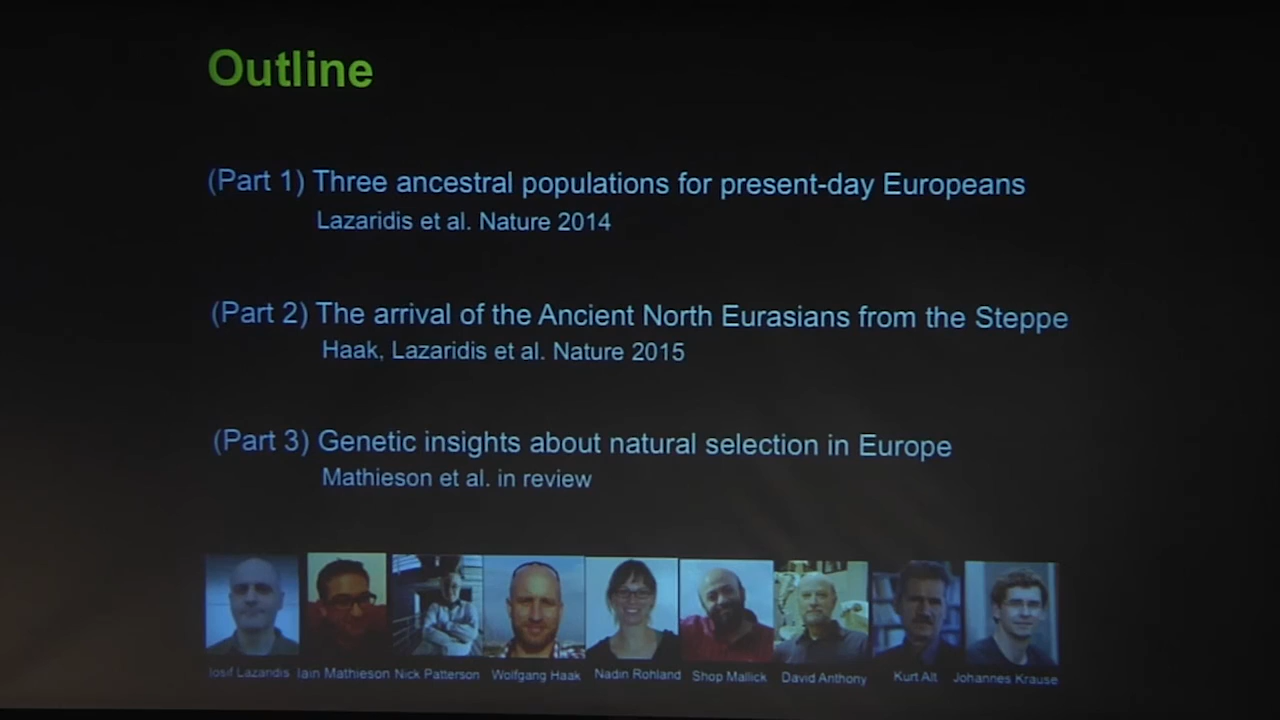 Outline
(Part 1) Three ancestral populations for present-day Europeans
Lazaridis et al. Nature 2014
(Part 2) The arrival of the Ancient North Eurasians from the Steppe
Haak, Lazaridis et al. Nature 2015
(Part 3) Genetic insights about natural selection in Europe
Mathieson et al. in review
Iosif Lazaridis Iain Mathieson Nick Patterson Wolfgang Haak Nadin Rohland Shop Mallick David Anthony Kurt Alt Johannes Krause